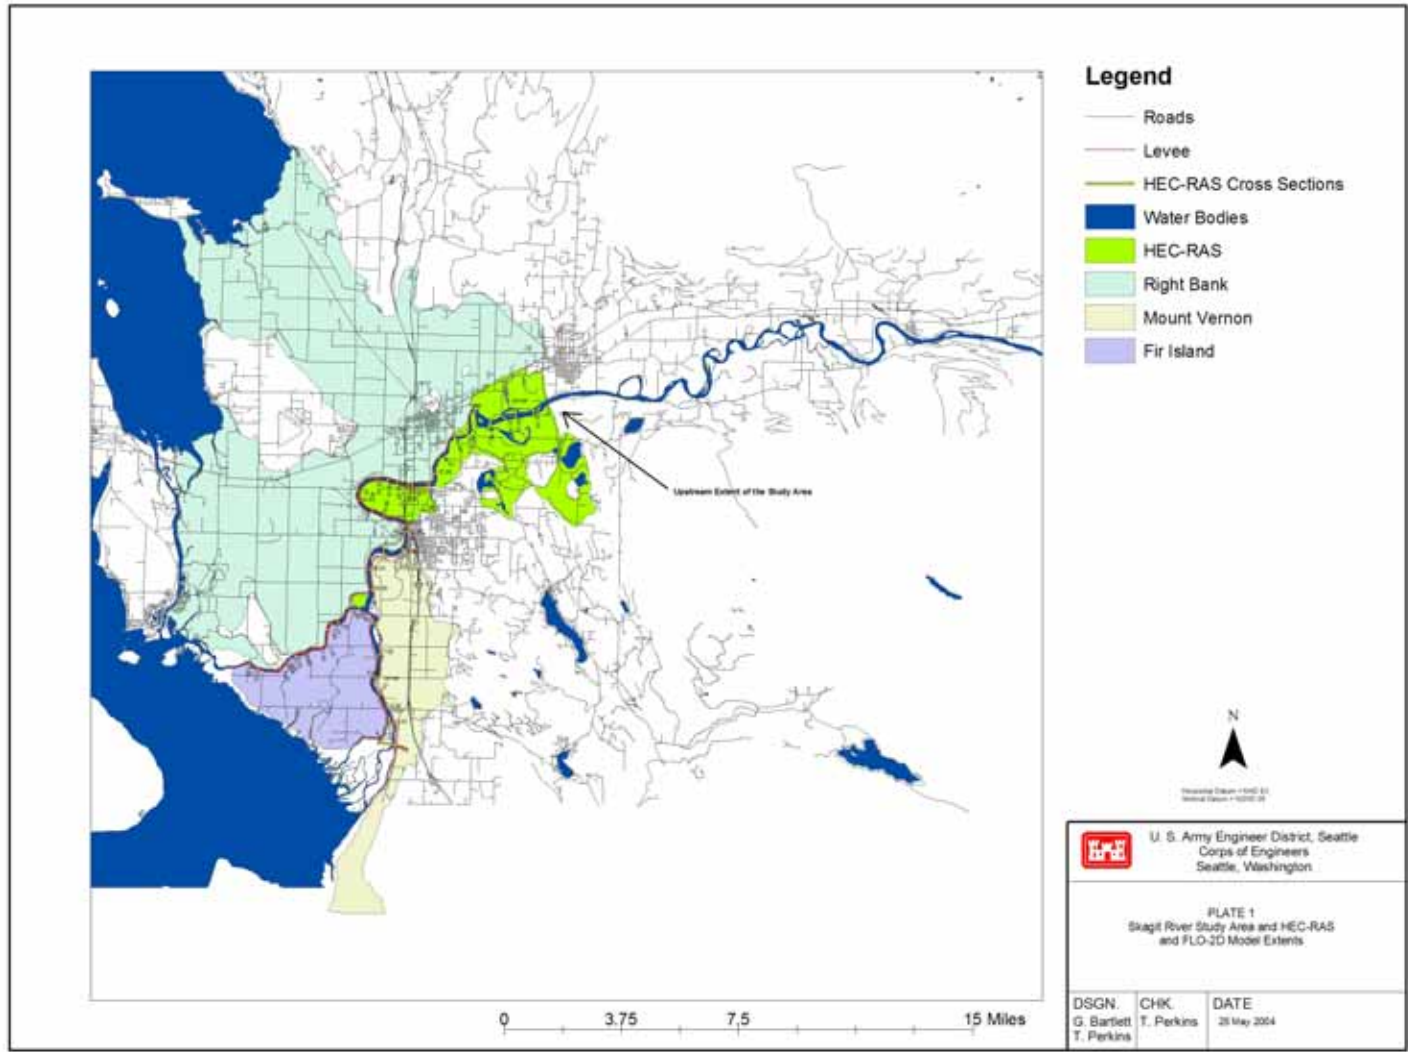 Legend
Roads
Levee
HEC-RAS Cross Sections
Water Bodies
HEC-RAS
Right Bank
Mount Vernon
Fir Island
Upstream Extent of the Study Area
N
U. S. Army Engineer District, Seattle
Corps of Engineers
Seattle, Washington
PLATE 1
Skagit River Study Area and HEC-RAS
and FLO-2D Model Extents
DSGN.
G. Bartlett
T. Perkins
CHK.
T. Perkins
DATE
26 May 2004
0 3.75 7.5 15 Miles